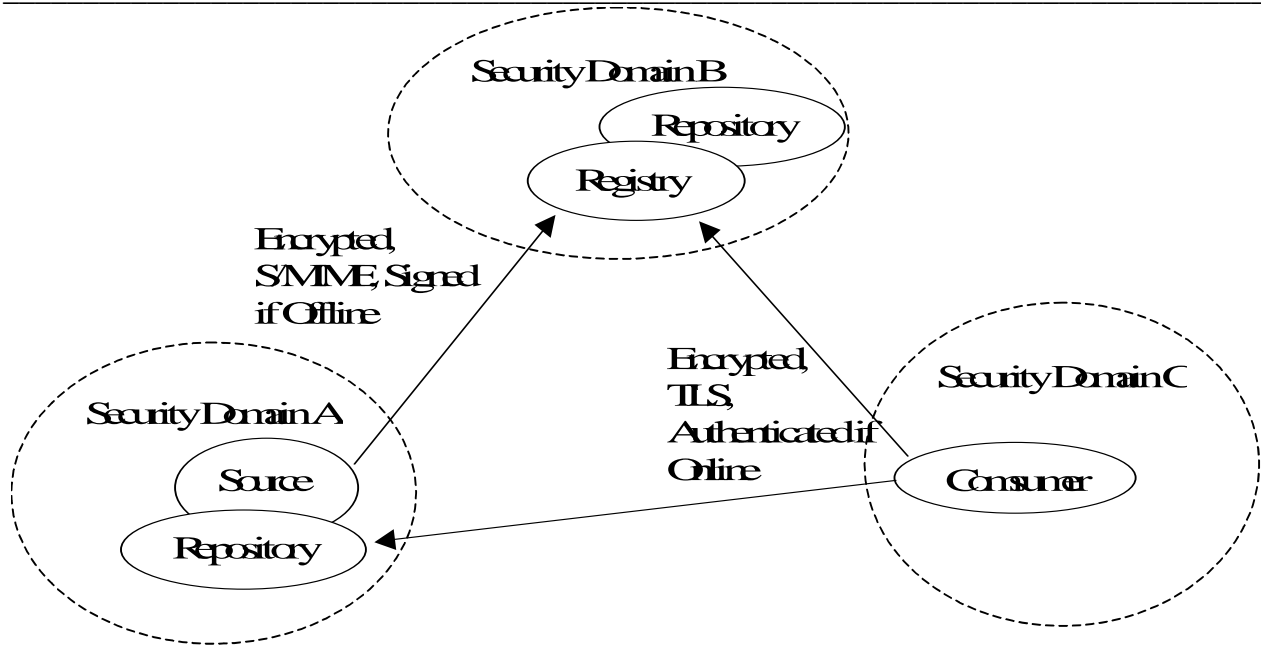 Security Domain B
Repository
Registry
Encrypted,
S/MIME, Signed
if Offline
Encrypted,
TLS,
Authenticated if
Online
Security Domain C
Security Domain A
Source
Comsumer
Repository